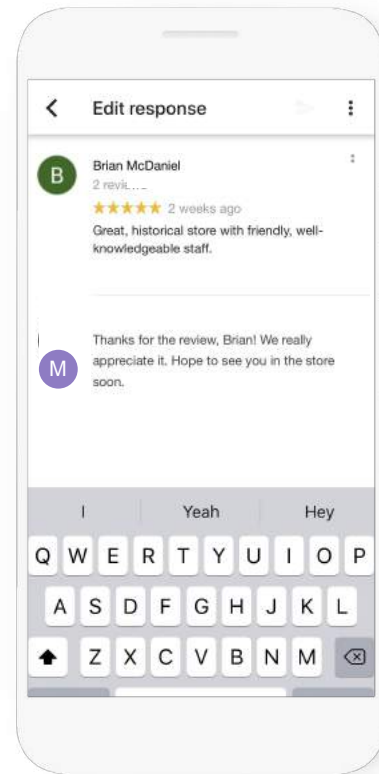 Edit response
B
Brian McDaniel
2
★★★★★ 2 weeks ago
Great, historical store with friendly, well-
knowledgeable staff.
M
Thanks for the review, Brian! We really
appreciate it. Hope to see you in the store
soon.
I Yeah Hey
Q W E R T Y U I O P
A S D F G H J K L
Z X C V B N M